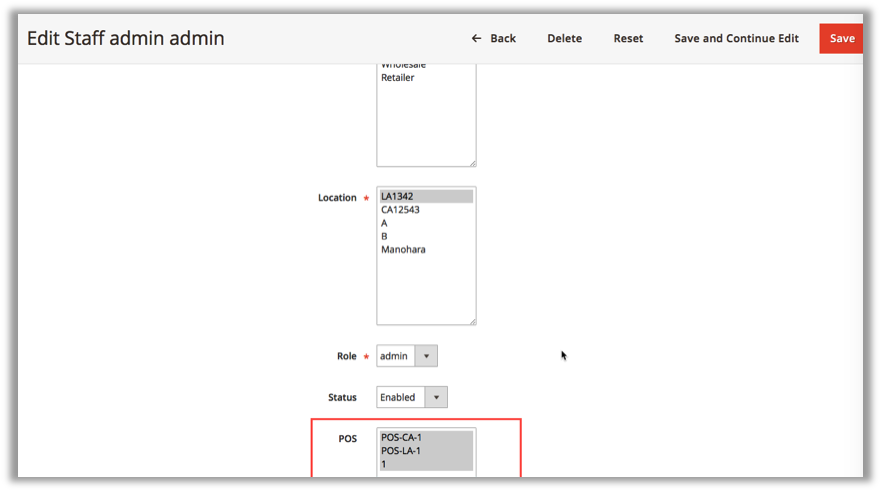 Edit Staff admin admin
← Back Delete Reset Save and Continue Edit Save
Wholesale
Retailer
Location *
LA1342
CA12543
A
B
Manohara
Role * admin
Status Enabled
POS
POS-CA-1
POS-LA-1
1